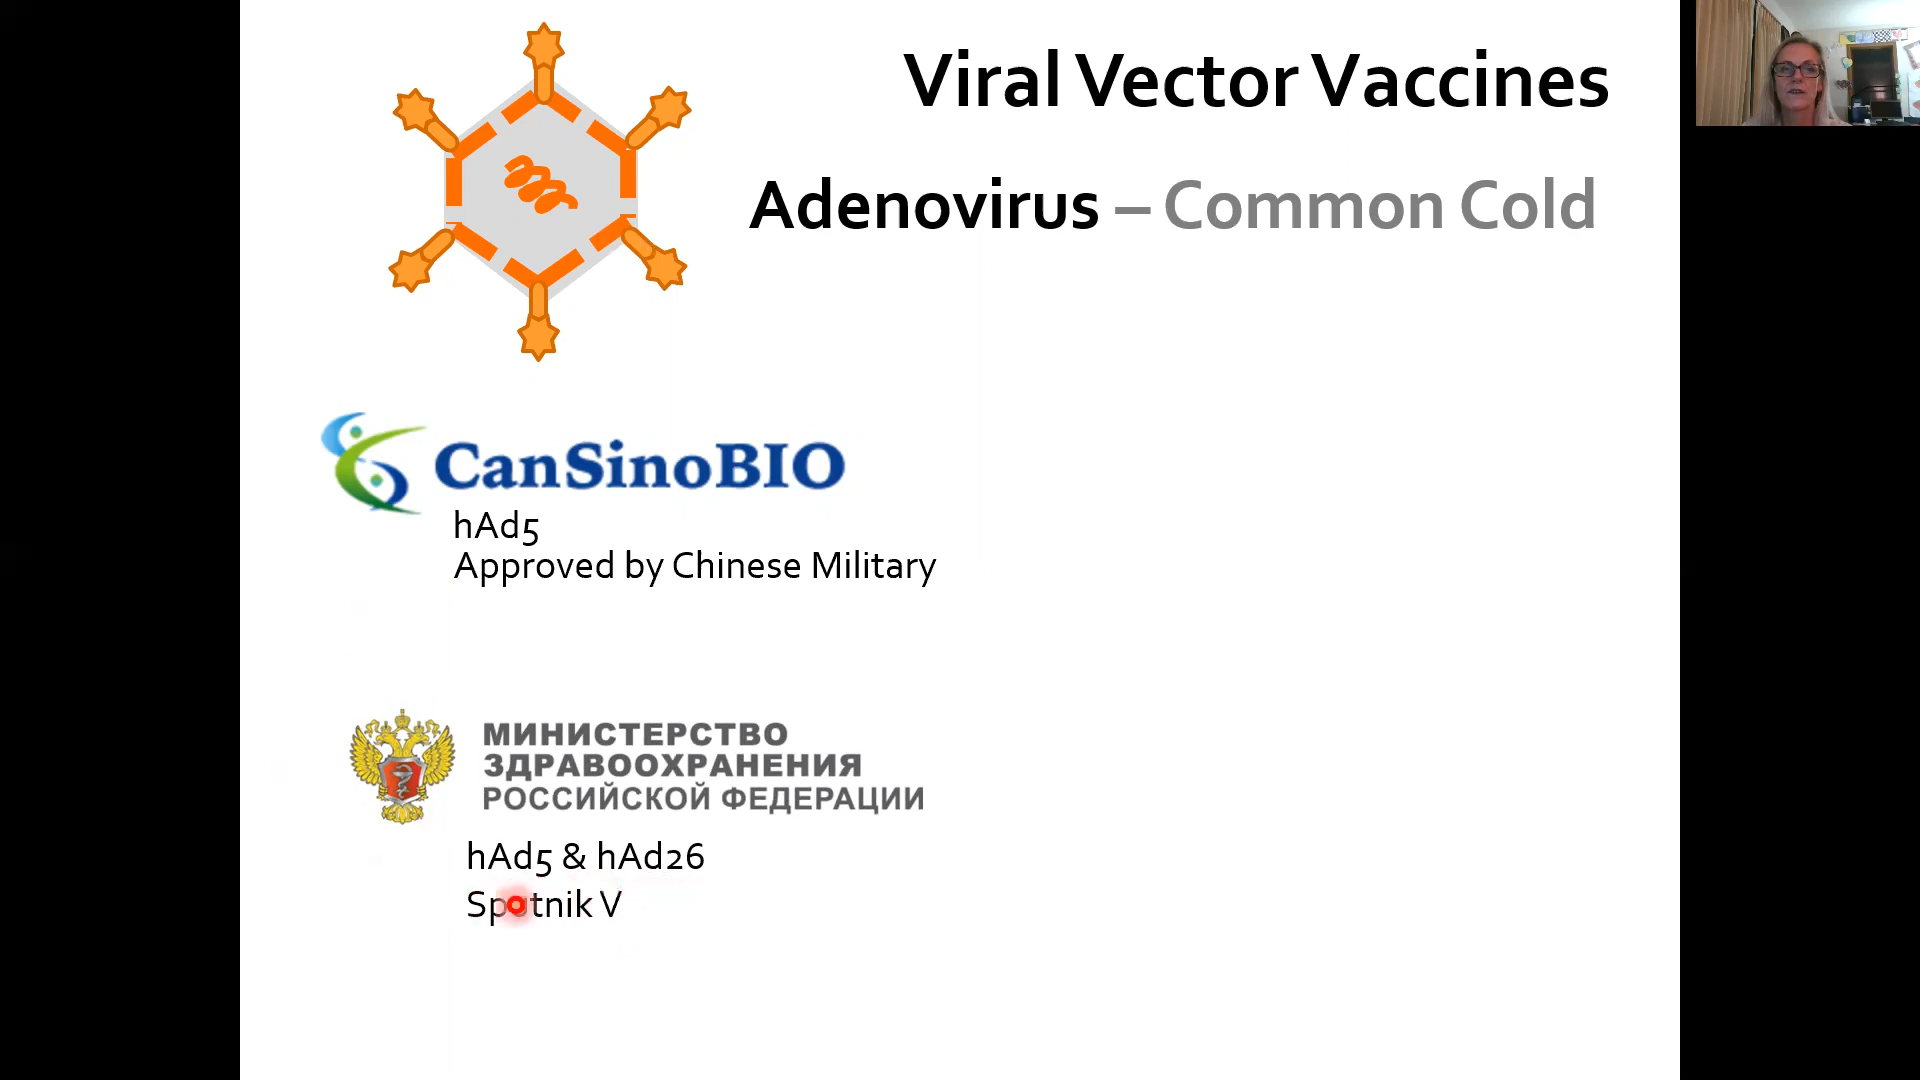 Viral Vector Vaccines
Adenovirus – Common Cold
CanSinoBIO
hAd5
Approved by Chinese Military
МИНИСТЕРСТВО
ЗДРАВООХРАНЕНИЯ
РОССИЙСКОЙ ФЕДЕРАЦИИ
hAd5 & hAd26
Sputnik V